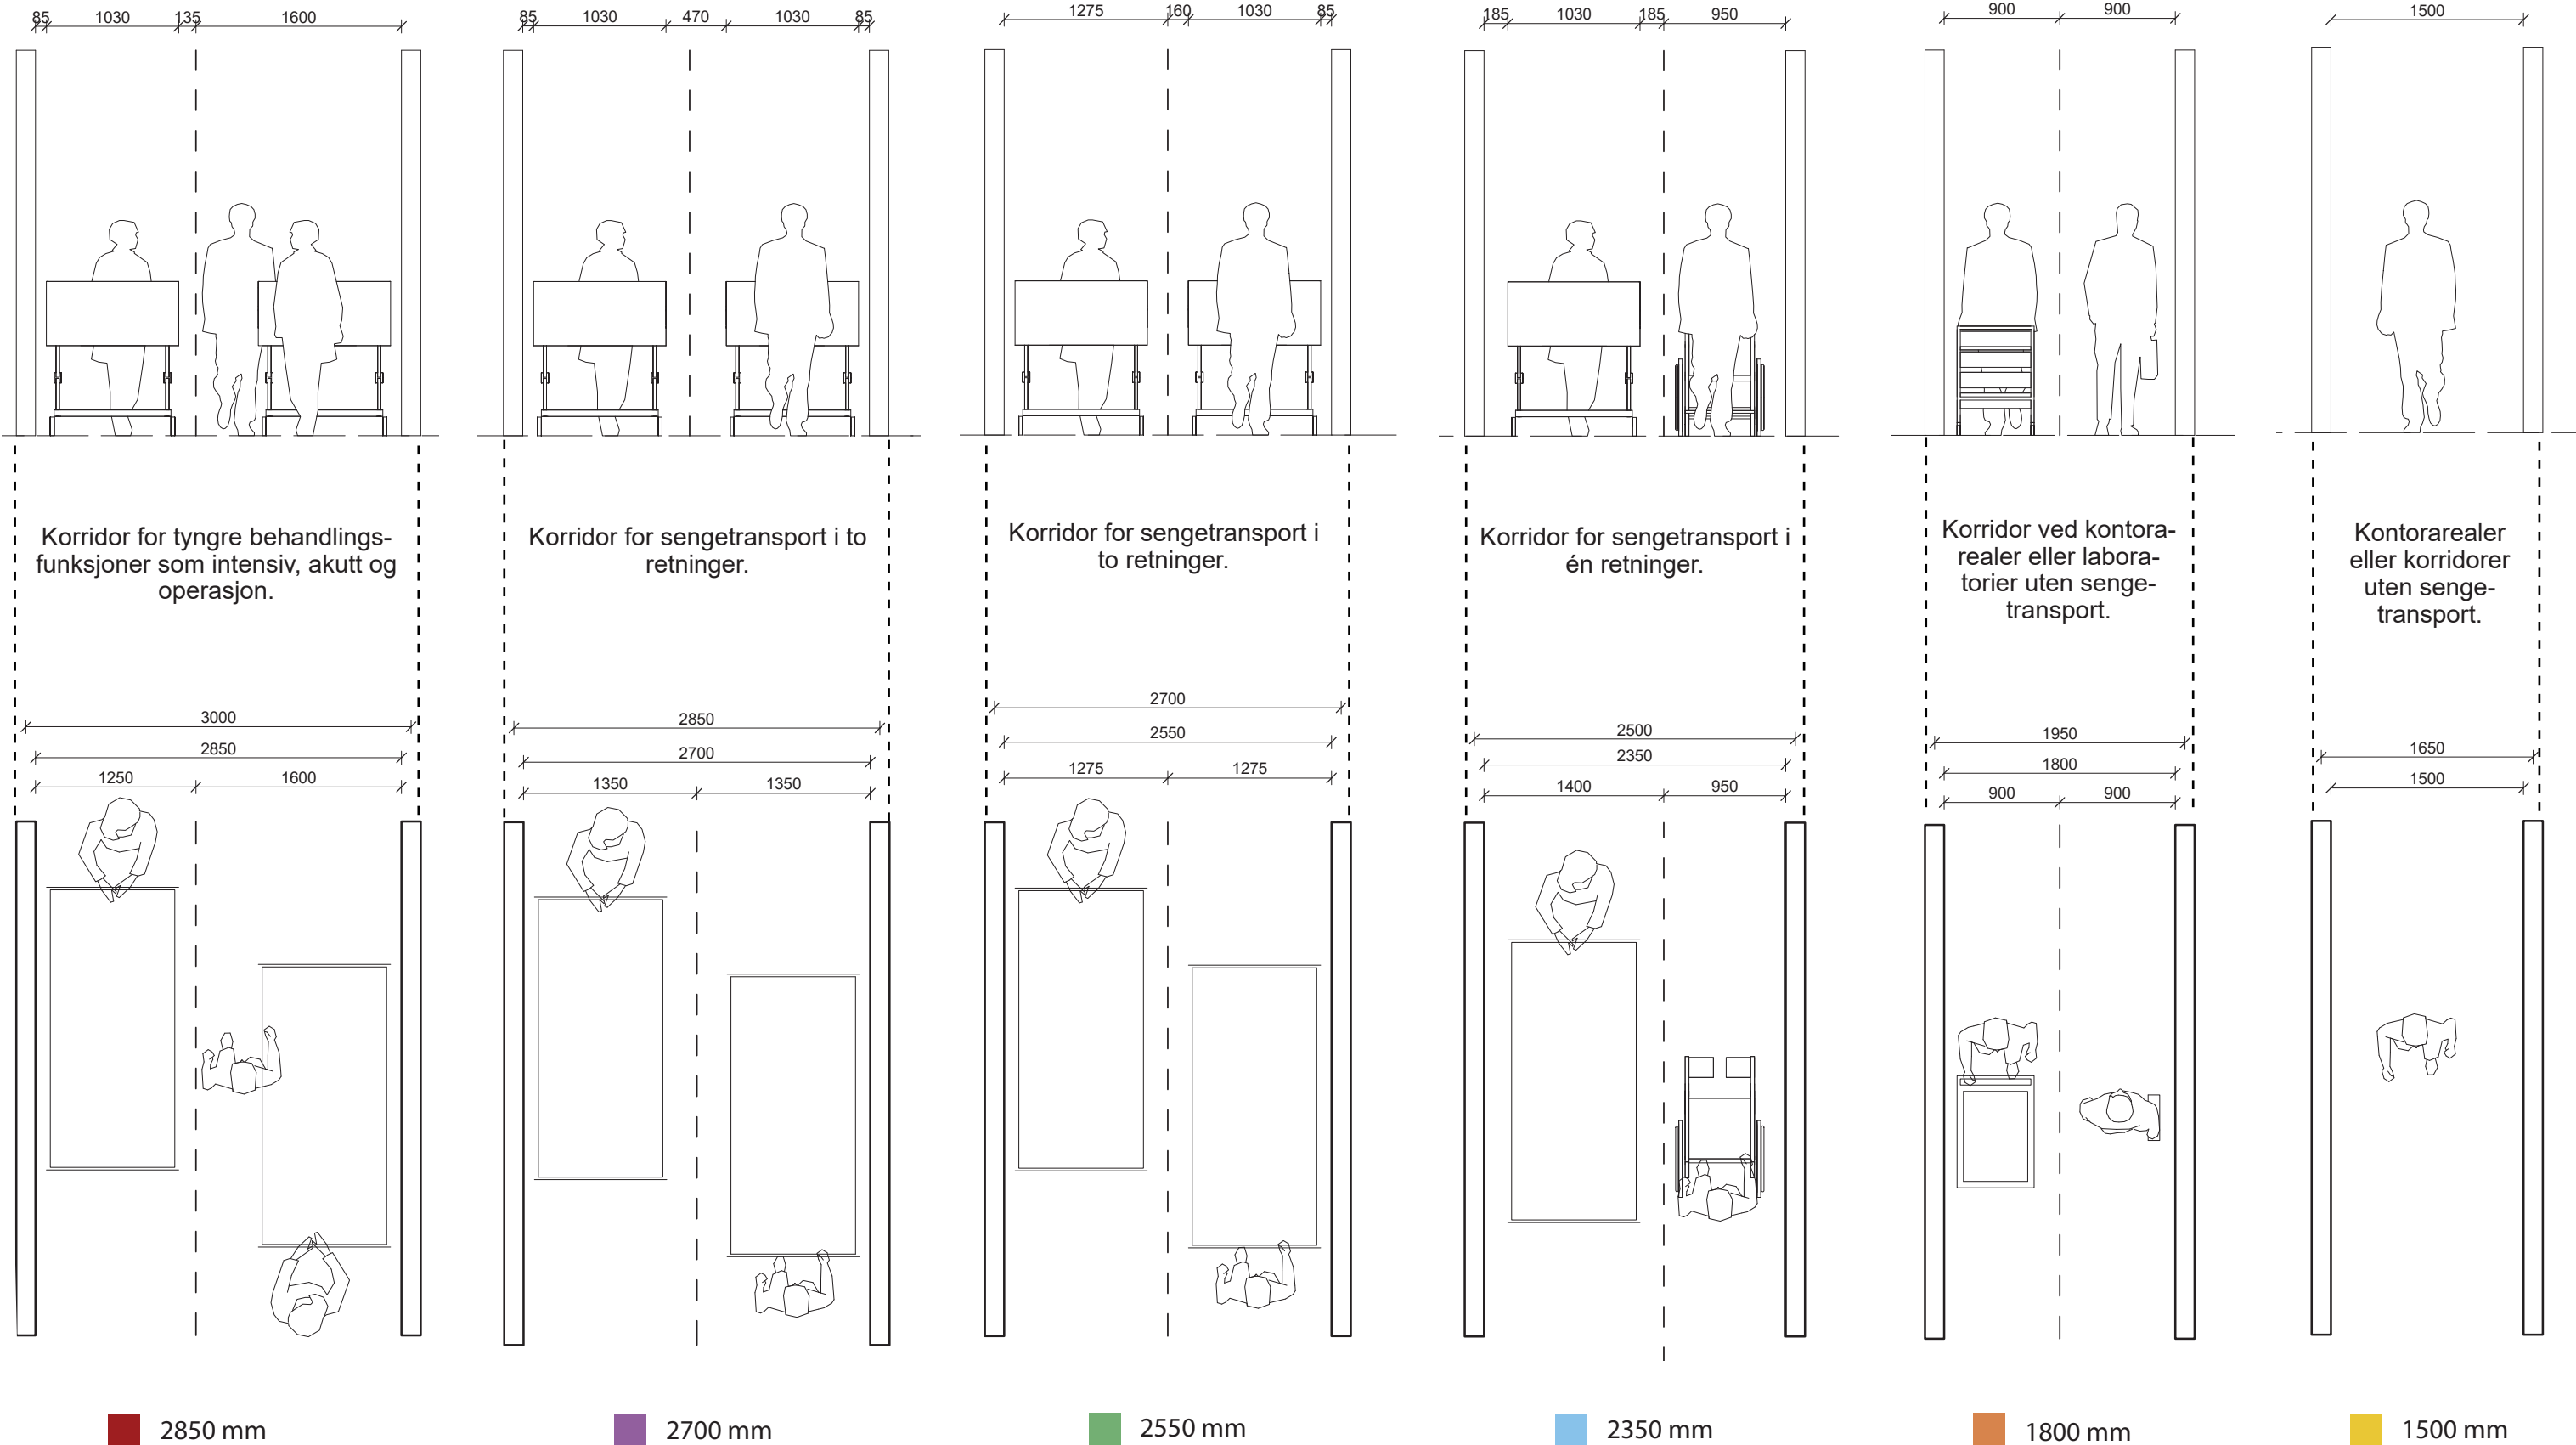 85 1030 135 1600
85 1030 470 1030 85
1275 160 1030 85
185 1030 185 950
900 900
1500
Korridor for tyngre behandlings-
funksjoner som intensiv, akutt og
operasjon.
Korridor for sengetransport i to
retninger.
Korridor for sengetransport i
to retninger.
Korridor for sengetransport i
én retninger.
Korridor ved kontora-
realer eller labora-
torier uten senge-
transport.
Kontorarealer
eller korridorer
uten senge-
transport.
3000
2850
1250 1600
2850
2700
1350 1350
2700
2550
1275 1275
2500
2350
1400 950
1950
1800
900 900
1650
1500
2850 mm
2700 mm
2550 mm
2350 mm
1800 mm
1500 mm